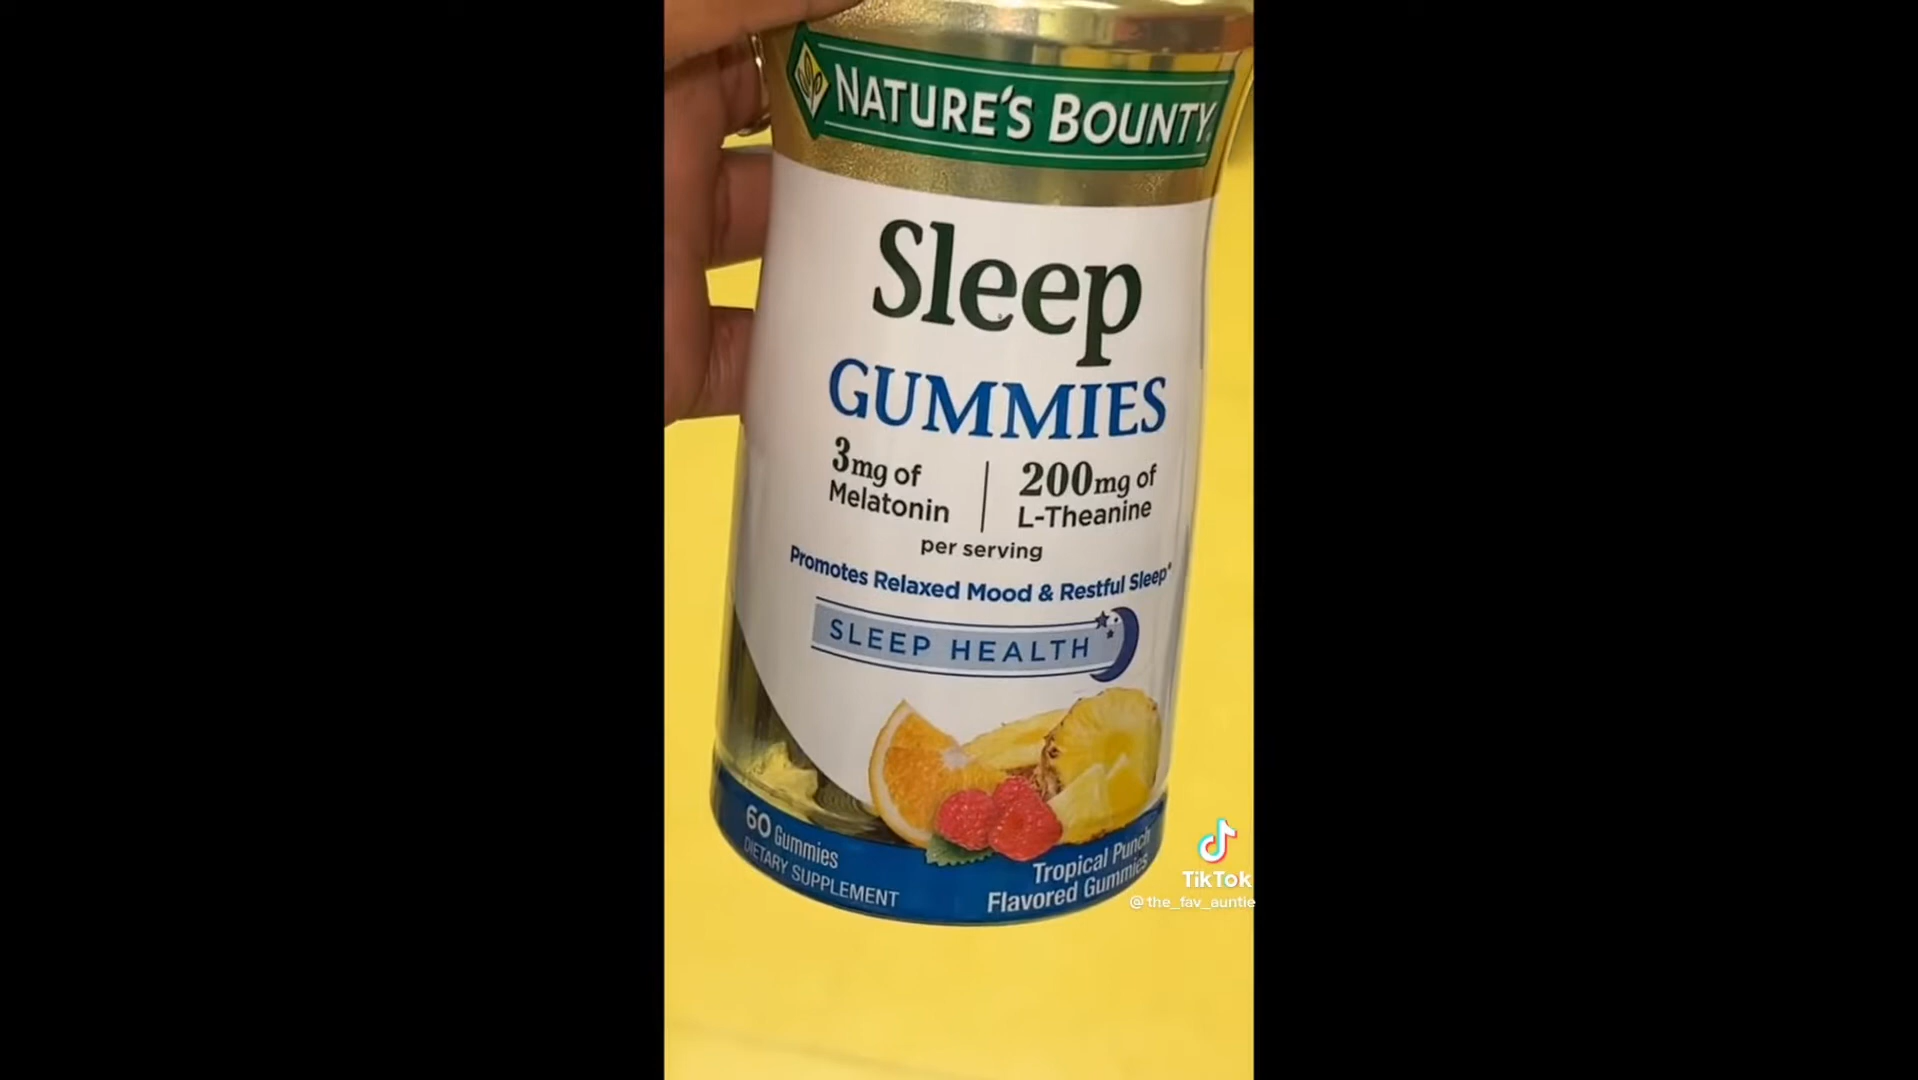 NATURE'S BOUNTY
Sleep
GUMMIES
3mg of
Melatonin
200mg of
L-Theanine
per serving
Promotes Relaxed Mood & Restful Sleep*
SLEEP HEALTH
60 Gummies
DIETARY SUPPLEMENT
Tropical Punch
Flavored Gummies
TikTok
@the_fav_auntie